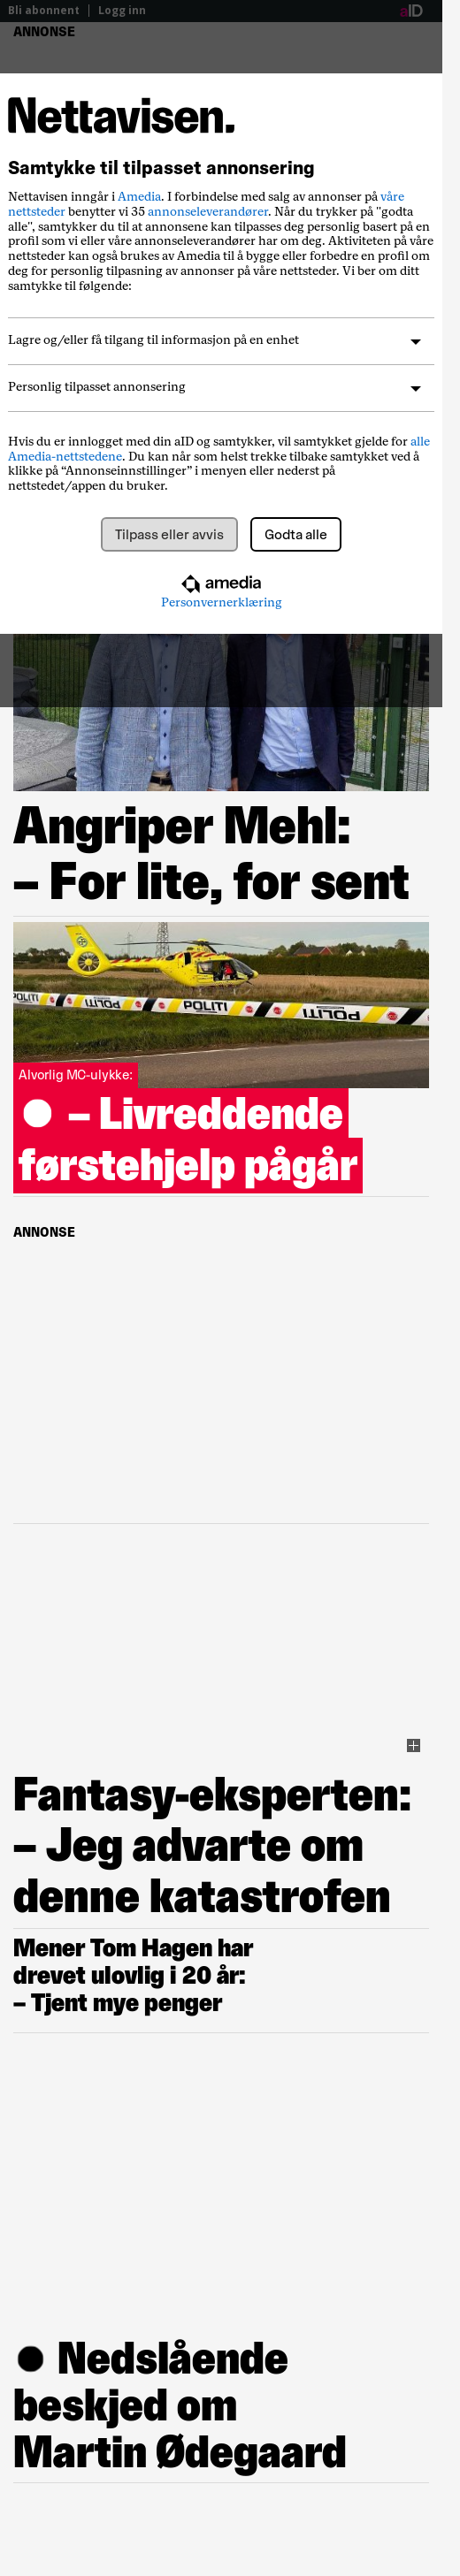 Bli abonnent | Logg inn
aID
ANNONSE
Nettavisen.
Samtykke til tilpasset annonsering
Nettavisen inngår i Amedia. I forbindelse med salg av annonser på våre
nettsteder benytter vi 35 annonseleverandører. Når du trykker på "godta
alle", samtykker du til at annonsene kan tilpasses deg personlig basert på en
profil som vi eller våre annonseleverandører har om deg. Aktiviteten på våre
nettsteder kan også brukes av Amedia til å bygge eller forbedre en profil om
deg for personlig tilpasning av annonser på våre nettsteder. Vi ber om ditt
samtykke til følgende:
Lagre og/eller få tilgang til informasjon på en enhet
Personlig tilpasset annonsering
Hvis du er innlogget med din aID og samtykker, vil samtykket gjelde for alle
Amedia-nettstedene. Du kan når som helst trekke tilbake samtykket ved å
klikke på “Annonseinnstillinger” i menyen eller nederst på
nettstedet/appen du bruker.
Tilpass eller avvis
Godta alle
amedia
Personvernerklæring
Angriper Mehl:
– For lite, for sent
POLITI POLITI POLITI
Alvorlig MC-ulykke:
– Livreddende
førstehjelp pågår
ANNONSE
Fantasy-eksperten:
– Jeg advarte om
denne katastrofen
Mener Tom Hagen har
drevet ulovlig i 20 år:
– Tjent mye penger
Nedslående
beskjed om
Martin Ødegaard